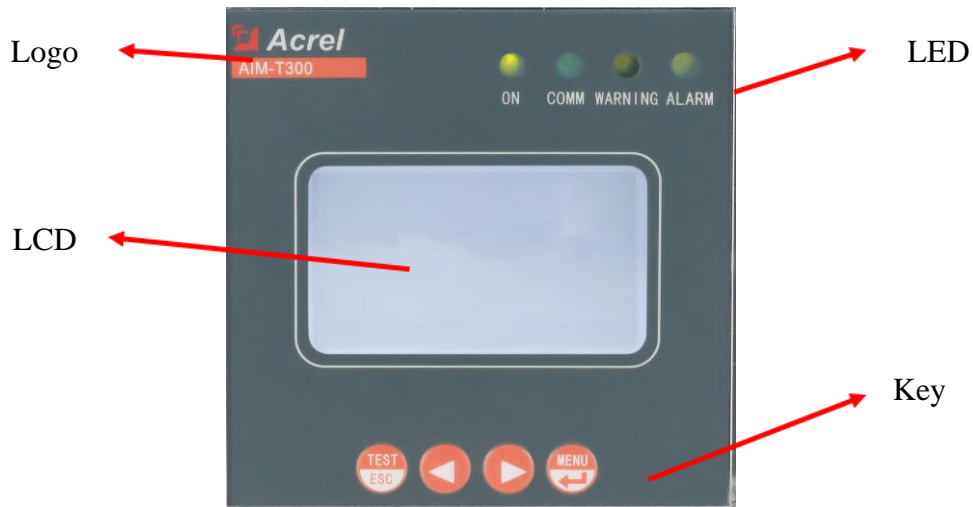 Logo
Acrel
AIM-T300
LED
ON COMM WARNING ALARM
LCD
Key
TEST
ESC
MENU